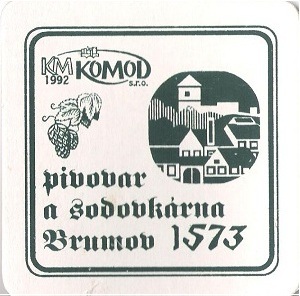 KM KOMOD
1992 s.r.o.
pivovar
a sodovkárna
Brumov 1573